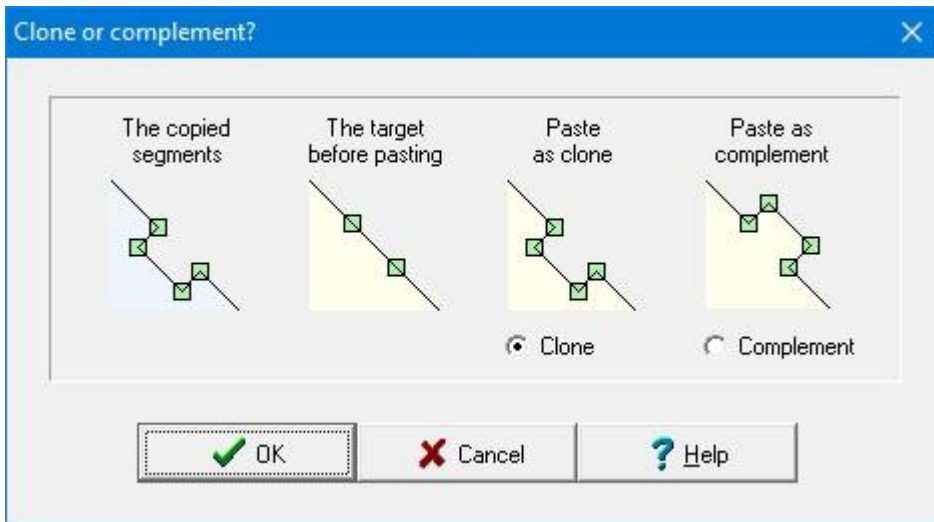 Clone or complement?
The copied
segments
The target
before pasting
Paste
as clone
Paste as
complement
Clone
Complement
OK
Cancel
Help